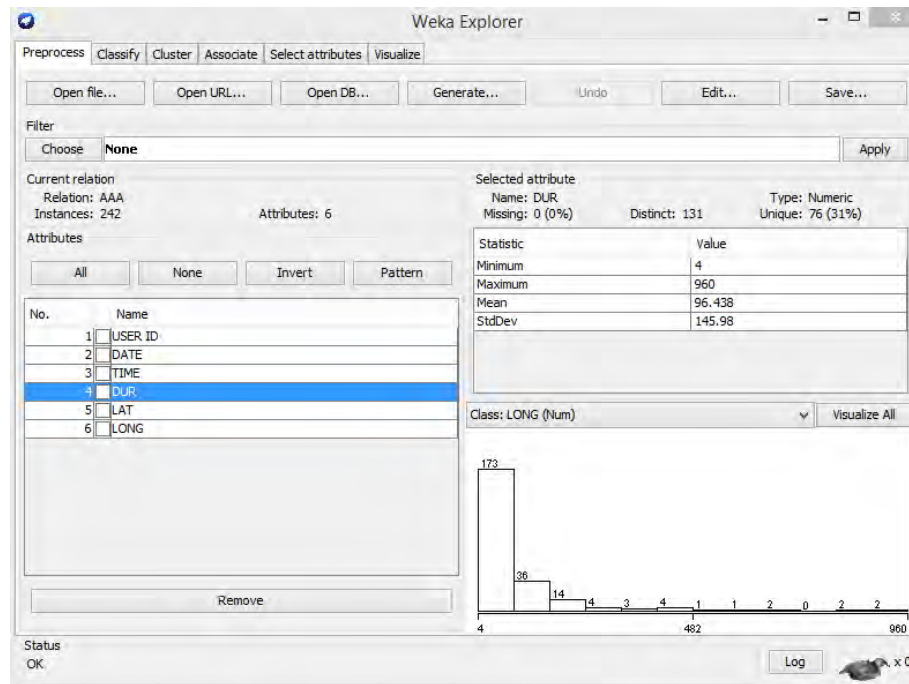 Weka Explorer
Preprocess Classify Cluster Associate Select attributes Visualize
Open file... Open URL... Open DB... Generate... Undo Edit... Save...
Filter
Choose None Apply
Current relation
Relation: AAA
Instances: 242 Attributes: 6
Selected attribute
Name: DUR Type: Numeric
Missing: 0 (0%) Distinct: 131 Unique: 76 (31%)
Attributes
All None Invert Pattern
No. Name
1 USER ID
2 DATE
3 TIME
4 DUR
5 LAT
6 LONG
Remove
Statistic Value
Minimum 4
Maximum 960
Mean 96.438
StdDev 145.98
Class: LONG (Num) Visualize All
173
36
14
4 3 4 1 1 2 0 2 2
4 482 960
Status
OK Log x 0